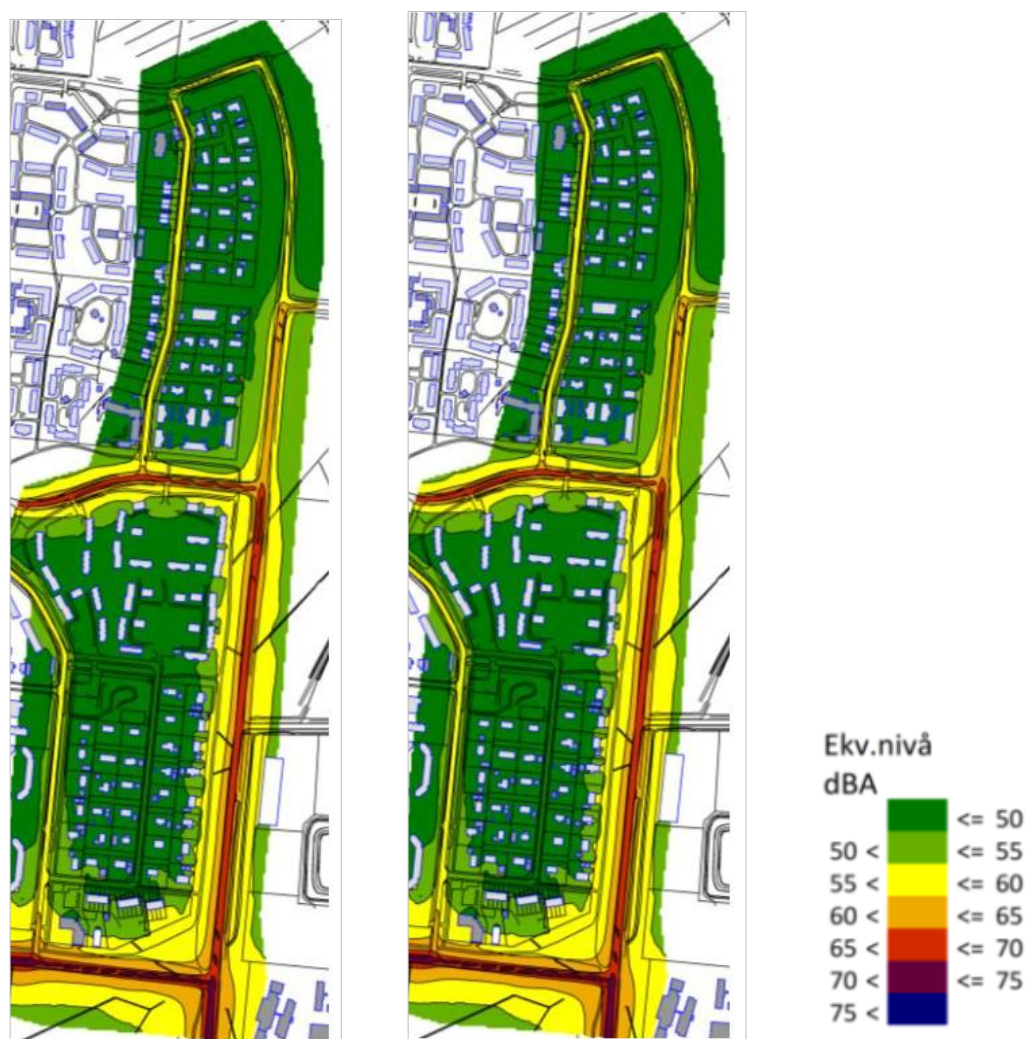 Ekv.nivå
dBA
<= 50
50 < <= 55
55 < <= 60
60 < <= 65
65 < <= 70
70 < <= 75
75 <